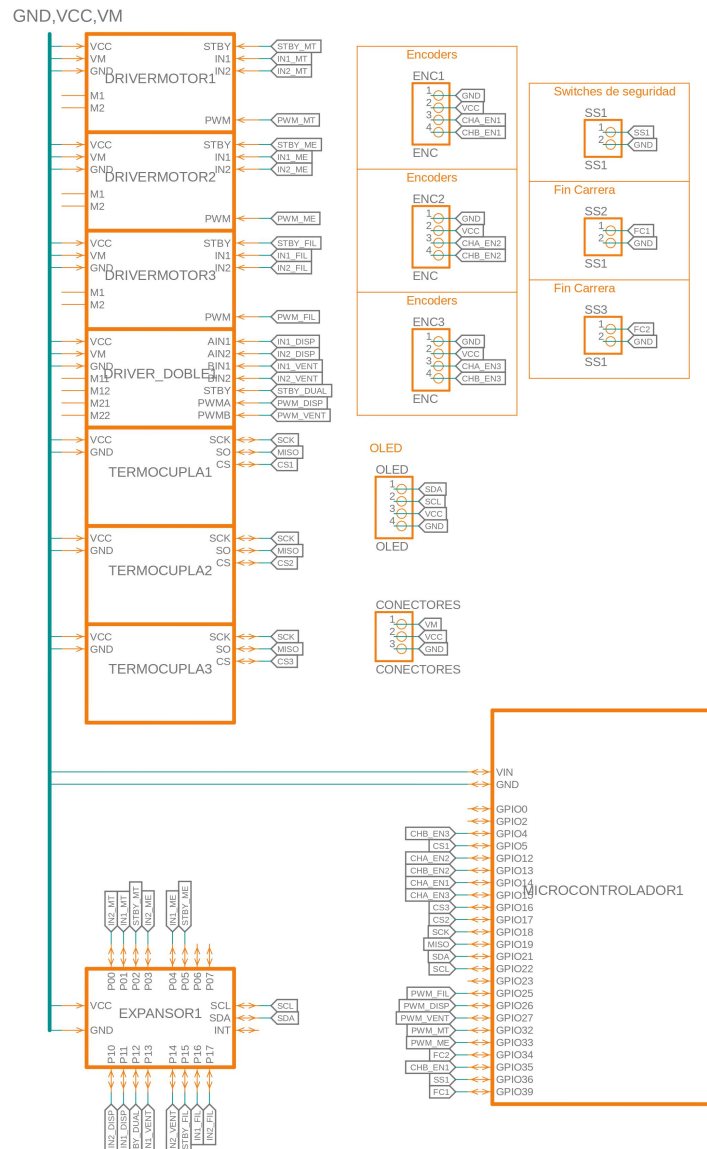 GND,VCC,VM
VCC
VM
GND
M1
M2
DRIVERMOTOR1
STBY
IN1
IN2
PWM
STBY_MT
IN1_MT
IN2_MT
PWM_MT
VCC
VM
GND
M1
M2
DRIVERMOTOR2
STBY
IN1
IN2
PWM
STBY_ME
IN1_ME
IN2_ME
PWM_ME
VCC
VM
GND
M1
M2
DRIVERMOTOR3
STBY
IN1
IN2
PWM
STBY_FIL
IN1_FIL
IN2_FIL
PWM_FIL
VCC
VM
GND
M11
M12
M21
M22
DRIVER_DOBLE1
AIN1
AIN2
BIN1
BIN2
STBY
PWMA
PWMB
IN1_DISP
IN2_DISP
IN1_VENT
IN2_VENT
STBY_DUAL
PWM_DISP
PWM_VENT
VCC
GND
TERMOCUPLA1
SCK
SO
CS
SCK
MISO
CS1
VCC
GND
TERMOCUPLA2
SCK
SO
CS
SCK
MISO
CS2
VCC
GND
TERMOCUPLA3
SCK
SO
CS
SCK
MISO
CS3
Encoders
ENC1
1 GND
2 VCC
3 CHA_EN1
4 CHB_EN1
ENC
Encoders
ENC2
1 GND
2 VCC
3 CHA_EN2
4 CHB_EN2
ENC
Encoders
ENC3
1 GND
2 VCC
3 CHA_EN3
4 CHB_EN3
ENC
Switches de seguridad
SS1
1 SS1
2 GND
SS1
Fin Carrera
SS2
1 FC1
2 GND
SS1
Fin Carrera
SS3
1 FC2
2 GND
SS1
OLED
OLED
1 SDA
2 SCL
3 VCC
4 GND
OLED
CONECTORES
1 VM
2 VCC
3 GND
CONECTORES
MICROCONTROLADOR1
VIN
GND
GPIO0
GPIO2
CHB_EN3 GPIO4
CS1 GPIO5
CHA_EN2 GPIO12
CHB_EN2 GPIO13
CHA_EN1 GPIO14
CHA_EN3 GPIO15
CS3 GPIO16
CS2 GPIO17
SCK GPIO18
MISO GPIO19
SDA GPIO21
SCL GPIO22
GPIO23
PWM_FIL GPIO25
PWM_DISP GPIO26
PWM_VENT GPIO27
PWM_MT GPIO32
PWM_ME GPIO33
FC2 GPIO34
CHB_EN1 GPIO35
SS1 GPIO36
FC1 GPIO39
IN2_MT
IN1_MT
STBY_MT
IN2_ME
IN1_ME
STBY_ME
P00
P01
P02
P03
P04
P05
P06
P07
VCC
GND
EXPANSOR1
SCL
SDA
INT
SCL
SDA
P10
P11
P12
P13
P14
P15
P16
P17
IN2_DISP
IN1_DISP
BY_DUAL
N1_VENT
N2_VENT
STBY_FIL
IN1_FIL
IN2_FIL